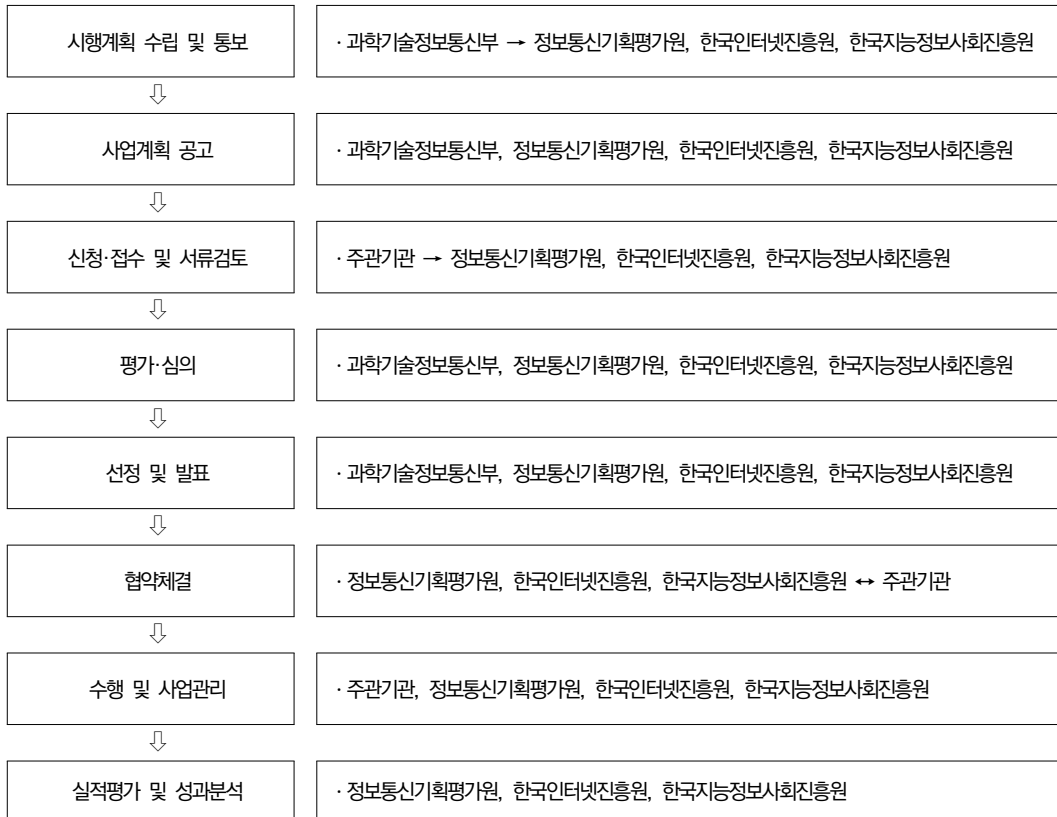 시행계획 수립 및 통보
· 과학기술정보통신부 → 정보통신기획평가원, 한국인터넷진흥원, 한국지능정보사회진흥원
⇩
사업계획 공고
· 과학기술정보통신부, 정보통신기획평가원, 한국인터넷진흥원, 한국지능정보사회진흥원
⇩
신청·접수 및 서류검토
· 주관기관 → 정보통신기획평가원, 한국인터넷진흥원, 한국지능정보사회진흥원
⇩
평가·심의
· 과학기술정보통신부, 정보통신기획평가원, 한국인터넷진흥원, 한국지능정보사회진흥원
⇩
선정 및 발표
· 과학기술정보통신부, 정보통신기획평가원, 한국인터넷진흥원, 한국지능정보사회진흥원
⇩
협약체결
· 정보통신기획평가원, 한국인터넷진흥원, 한국지능정보사회진흥원 ↔ 주관기관
⇩
수행 및 사업관리
· 주관기관, 정보통신기획평가원, 한국인터넷진흥원, 한국지능정보사회진흥원
⇩
실적평가 및 성과분석
· 정보통신기획평가원, 한국인터넷진흥원, 한국지능정보사회진흥원